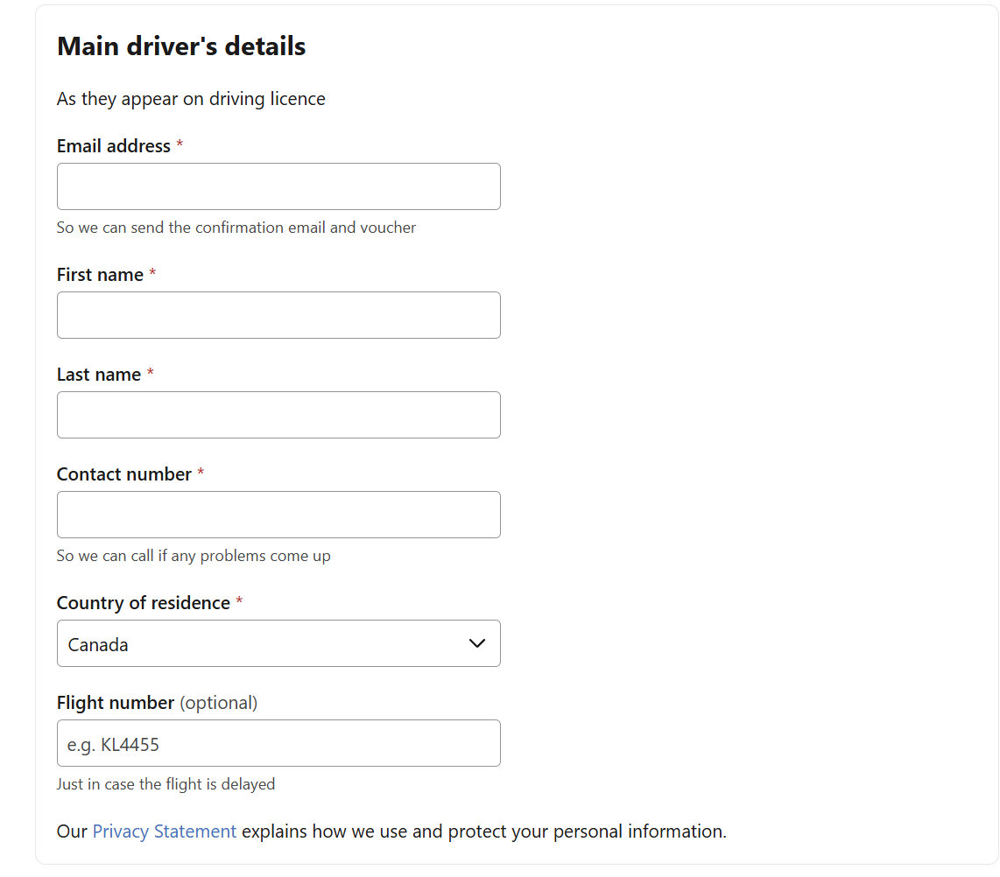 Main driver's details
As they appear on driving licence
Email address *
So we can send the confirmation email and voucher
First name *
Last name *
Contact number *
So we can call if any problems come up
Country of residence *
Canada
Flight number (optional)
e.g. KL4455
Just in case the flight is delayed
Our Privacy Statement explains how we use and protect your personal information.